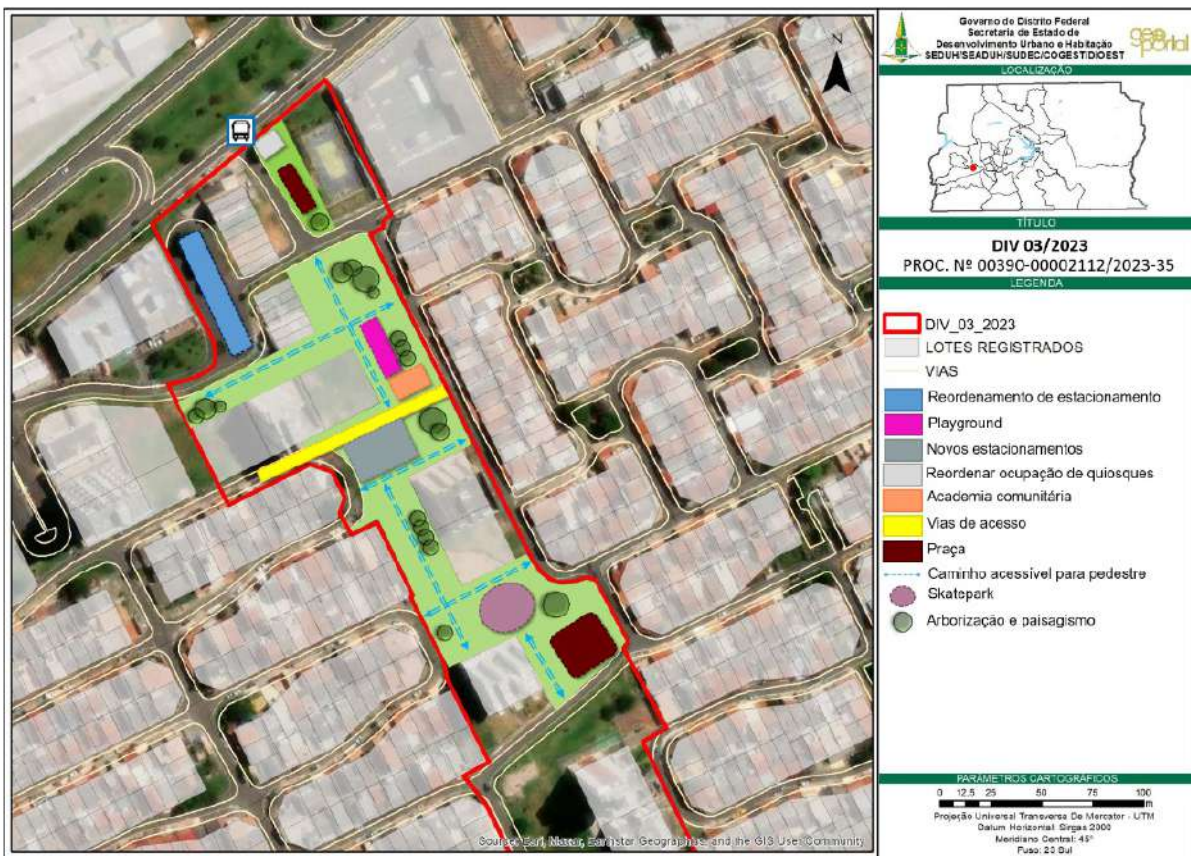 Governo do Distrito Federal
Secretaria de Estado de
Desenvolvimento Urbano e Habitação
SEDUH/SEADUH/SUDEC/COGEST/DIOEST
geo
portal
LOCALIZAÇÃO
TÍTULO
DIV 03/2023
PROC. Nº 00390-00002112/2023-35
LEGENDA
DIV_03_2023
LOTES REGISTRADOS
VIAS
Reordenamento de estacionamento
Playground
Novos estacionamentos
Reordenar ocupação de quiosques
Academia comunitária
Vias de acesso
Praça
Caminho acessível para pedestre
Skatepark
Arborização e paisagismo
PARÂMETROS CARTOGRÁFICOS
0 12,5 25 50 75 100
m
Projeção Universal Transversa De Mercator - UTM
Datum Horizontal: Sirgas 2000
Meridiano Central: 45º
Fuso: 23 Sul
N
Source: Esri, Maxar, Earthstar Geographics, and the GIS User Community